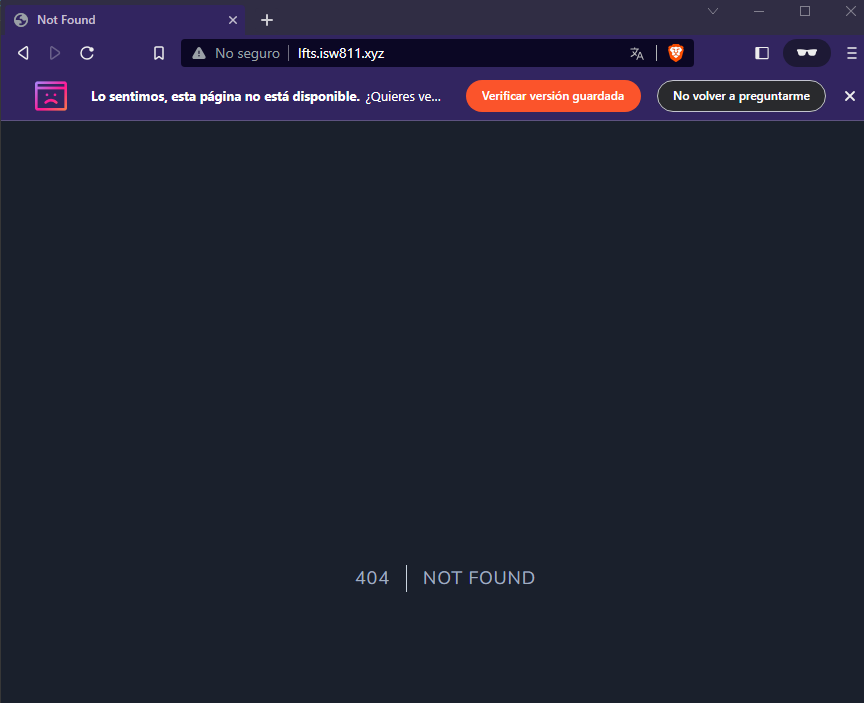 Not Found
No seguro
lfts.isw811.xyz
Lo sentimos, esta página no está disponible. ¿Quieres ve...
Verificar versión guardada
No volver a preguntarme
404
NOT FOUND